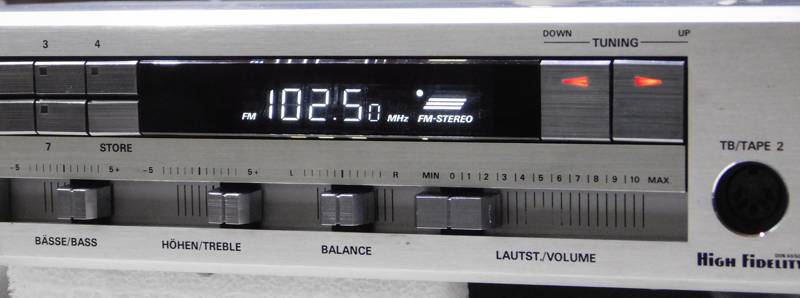 DOWN TUNING UP
3 4
FM 102.50 MHz FM-STEREO
7 STORE
TB/TAPE 2
-5 5+ -5 5+ L R MIN 0 1 2 3 4 5 6 7 8 9 10 MAX
BÄSSE/BASS HÖHEN/TREBLE BALANCE LAUTST./VOLUME
HIGH FIDELITY